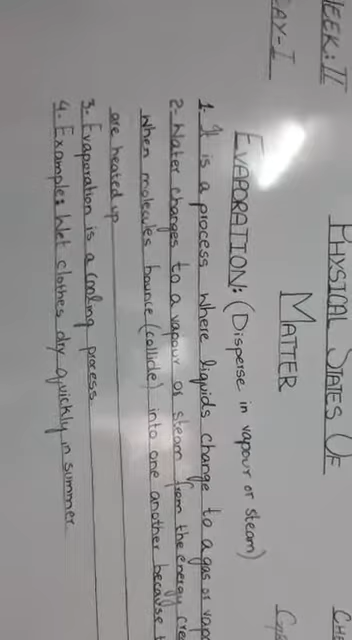 WEEK: II
DAY-I
PHYSICAL STATES OF
MATTER
EVAPORATION: (Disperse in vapour or steam)
1. It is a process where liquids change to a gas or vap
2. Water changes to a vapour or steam from the energy cre
when molecules bounce (collide) into one another because t
are heated up
3. Evaporation is a cooling process.
4. Example: Wet clothes dry quickly in summer.